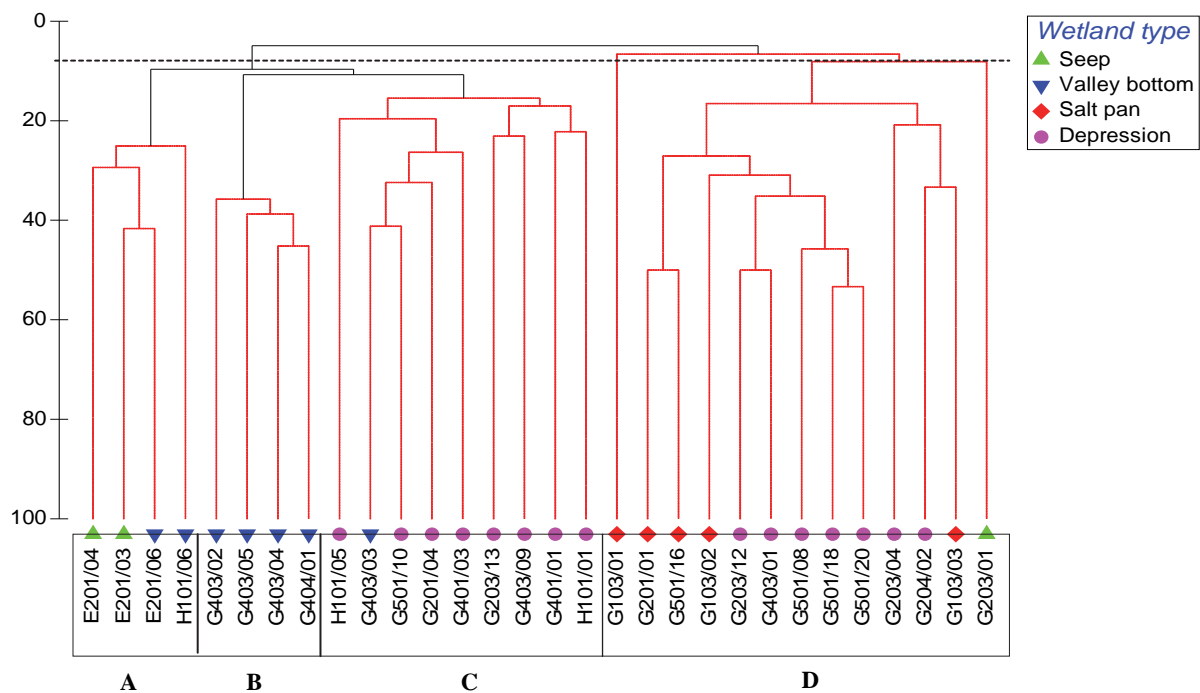 0
20
40
60
80
100
Wetland type
Seep
Valley bottom
Salt pan
Depression
E201/04
E201/03
E201/06
H101/06
G403/02
G403/05
G403/04
G404/01
H101/05
G403/03
G501/10
G201/04
G401/03
G203/13
G403/09
G401/01
H101/01
G103/01
G201/01
G501/16
G103/02
G203/12
G403/01
G501/08
G501/18
G501/20
G203/04
G204/02
G103/03
G203/01
A B C D